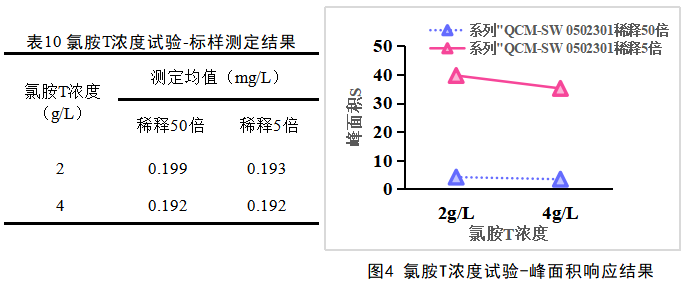 表10 氯胺T浓度试验-标样测定结果
氯胺T浓度
(g/L)
测定均值（mg/L）
稀释50倍 稀释5倍
2 0.199 0.193
4 0.192 0.192
系列"QCM-SW 0502301稀释50倍
系列"QCM-SW 0502301稀释5倍
50
40
30
20
10
0
峰面积S
2g/L 4g/L
氯胺T浓度
图4 氯胺T浓度试验-峰面积响应结果